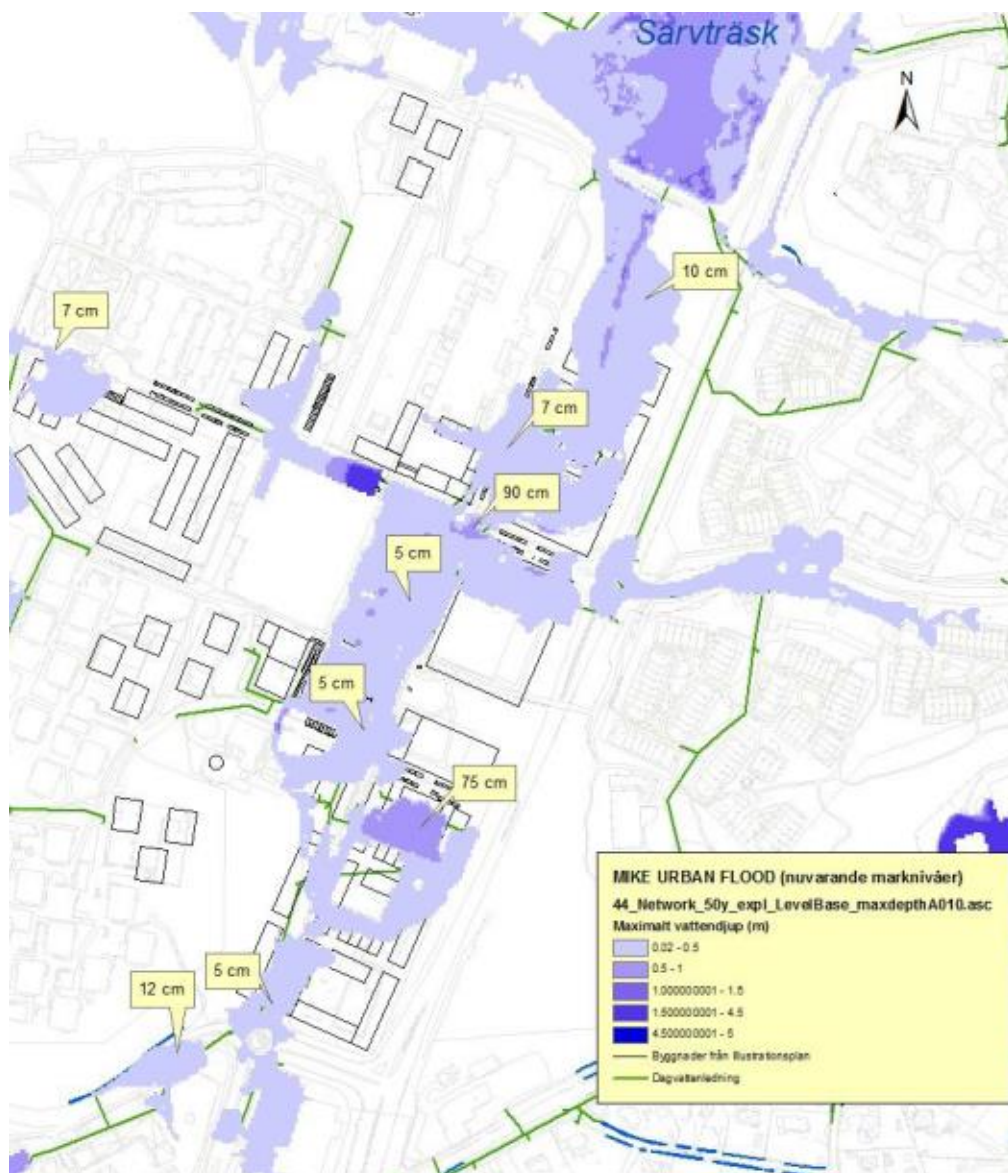 Sarvträsk
N
10 cm
7 cm
7 cm
90 cm
5 cm
5 cm
75 cm
5 cm
12 cm
MIKE URBAN FLOOD (nuvarande marknivåer)
44_Network_50y_expl_LevelBase_maxdepthA010.asc
Maximalt vattendjup (m)
0.02 - 0.5
0.5 - 1
1.000000001 - 1.5
1.500000001 - 4.5
4.500000001 - 5
Byggnader från Illustrationsplan
Dagvattenledning